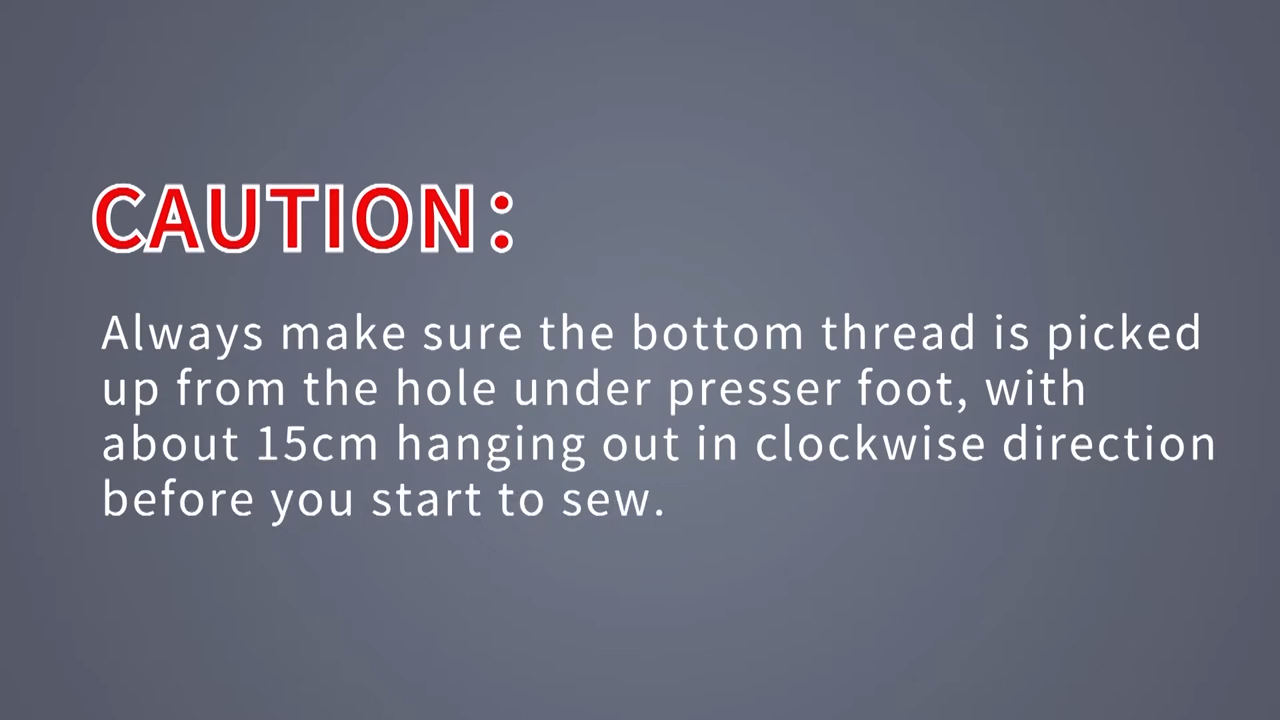 CAUTION:
Always make sure the bottom thread is picked
up from the hole under presser foot, with
about 15cm hanging out in clockwise direction
before you start to sew.